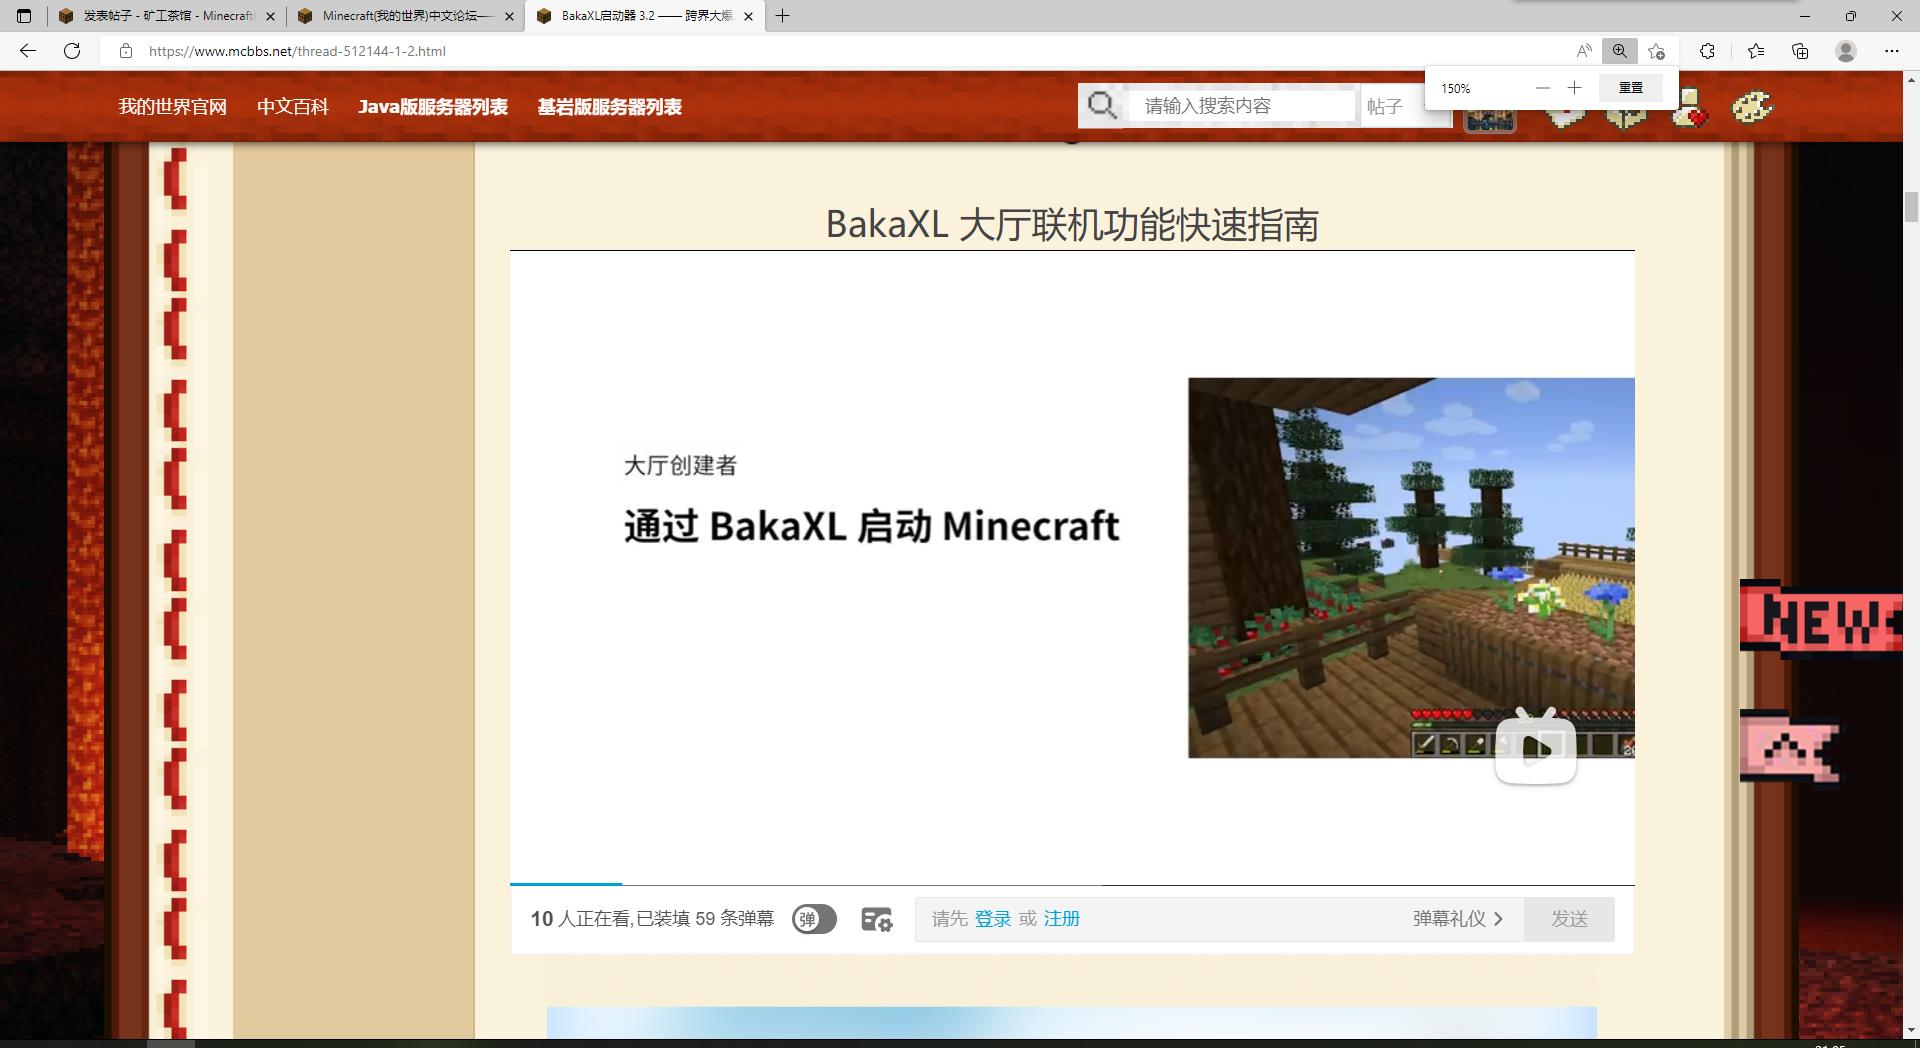 发表帖子 - 矿工茶馆 - Minecraft(
Minecraft(我的世界)中文论坛——
BakaXL启动器 3.2 —— 跨界大爆
https://www.mcbbs.net/thread-512144-1-2.html
150%
重置
我的世界官网
中文百科
Java版服务器列表
基岩版服务器列表
请输入搜索内容
帖子
BakaXL 大厅联机功能快速指南
大厅创建者
通过 BakaXL 启动 Minecraft
NEW
10 人正在看,已装填 59 条弹幕
弹
请先 登录 或 注册
弹幕礼仪
发送